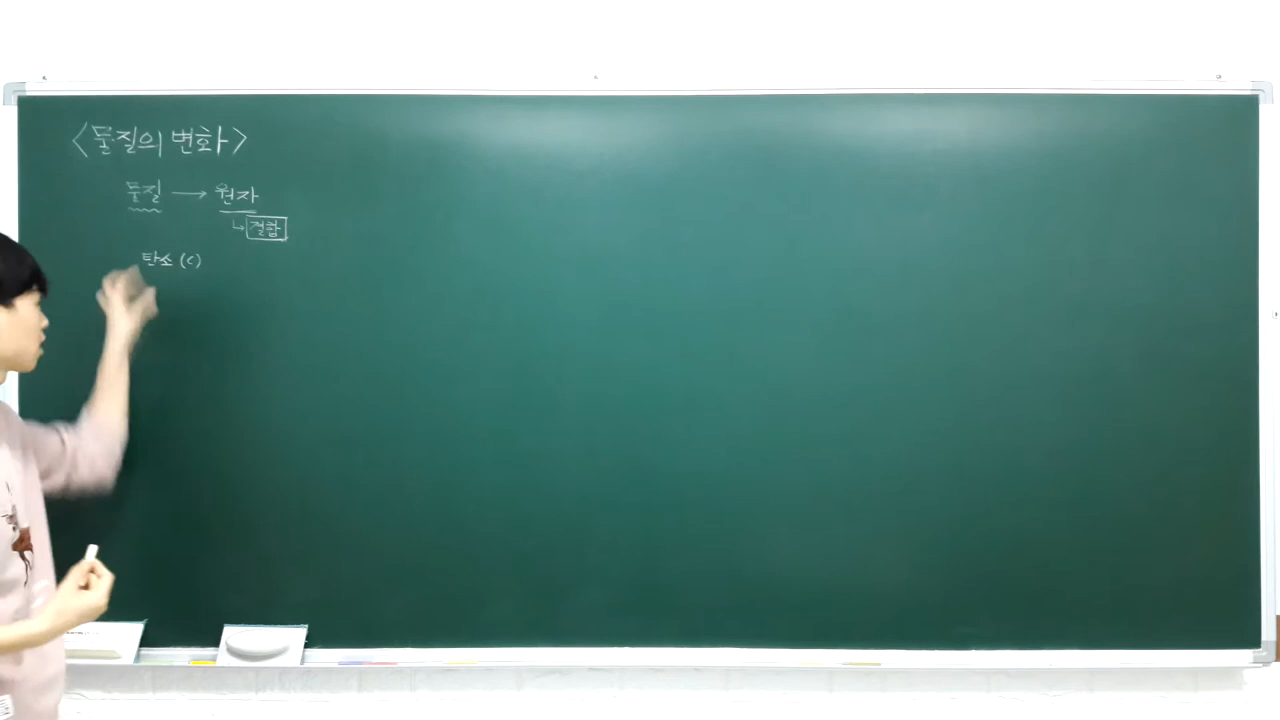 <물질의 변화>
물질 → 원자
↳ 결합
탄소 (C)